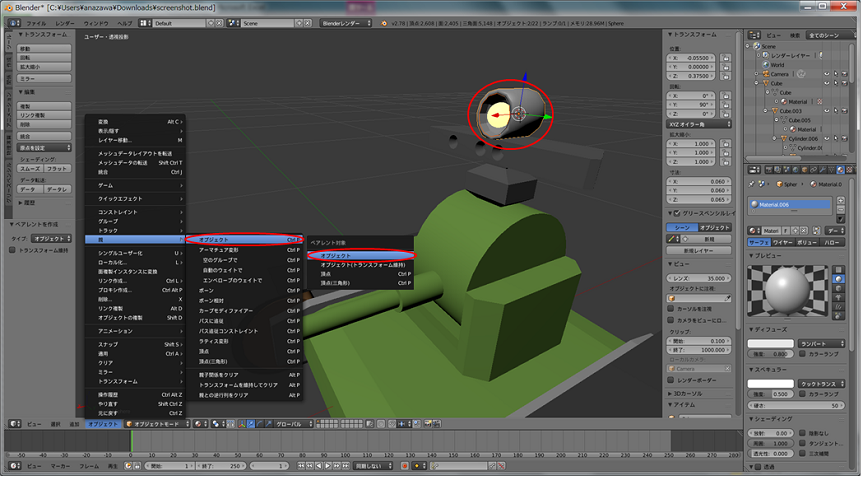 Blender* [C:¥Users¥anazawa¥Downloads¥screenshot.blend]
ファイル レンダー ウィンドウ ヘルプ Default Scene Blenderレンダー v2.78 | 頂点:2,608 | 面:2,405 | 三角面:5,148 | オブジェクト:2/22 | ランプ:0/1 | メモリ:28.96M | Sphere
ユーザー・透視投影
▼トランスフォーム
移動
回転
拡大縮小
ミラー
▼編集
複製
リンク複製
削除
統合
原点を設定
シェーディング:
スムーズ フラット
データ転送:
データ データレ
▶履歴
▼ペアレントを作成
タイプ: オブジェクト
トランスフォーム維持
変換 Alt C
表示/隠す
レイヤー移動... M
メッシュデータレイアウト転送
メッシュデータの転送 Shift Ctrl T
統合 Ctrl J
ゲーム
クイックエフェクト
コンストレイント
グループ
トラック
親
シングルユーザー化 U
ローカル化... L
面複製インスタンスに変換
リンク作成... Ctrl L
プロキシ作成... Ctrl Alt P
削除... X
リンク複製 Alt D
オブジェクトの複製 Shift D
アニメーション
スナップ Shift S
適用 Ctrl A
クリア
ミラー
トランスフォーム
操作履歴 Ctrl Alt Z
やり直す Shift Ctrl Z
元に戻す Ctrl Z
オブジェクト Ctrl P
アーマチュア変形 Ctrl P
空のグループで Ctrl P
自動のウェイトで Ctrl P
エンベロープのウェイトで Ctrl P
ボーン Ctrl P
ボーン相対 Ctrl P
カーブモディファイアー Ctrl P
パスに追従 Ctrl P
パス追従コンストレイント Ctrl P
ラティス変形 Ctrl P
頂点 Ctrl P
頂点(三角形) Ctrl P
親子関係をクリア Alt P
トランスフォームを維持してクリア Alt P
親との逆行列をクリア Alt P
ペアレント対象
オブジェクト
オブジェクト(トランスフォーム維持)
頂点 Ctrl P
頂点(三角形) Ctrl P
▼トランスフォーム
位置:
X: -0.05500
Y: 0.00000
Z: 0.37500
回転:
X: 0°
Y: 90°
Z: 0°
XYZ オイラー角
拡大縮小:
X: 1.000
Y: 1.000
Z: 1.000
寸法:
X: 0.060
Y: 0.060
Z: 0.065
▼グリースペンシルレイ
シーン オブジェクト
新規
新規レイヤー
▼ビュー
レンズ: 35.000
オブジェクトに注視:
カーソルを注視
カメラをビューにロ...
クリップ:
開始: 0.100
終了: 1000.000
ローカルカメラ:
Camera
レンダーボーダー
▶3Dカーソル
▼アイテム
ビュー 検索 全てのシーン
Scene
レンダーレイヤー
World
Camera
Cube
Cube
Material
Cube.003
Cube.005
Material
Cylinder.006
Cylinder.01
Spher Material.0
Material.006
Materi F データ
サーフェ ワイヤー ボリューム ハロー
▼プレビュー
▼ディフューズ
ランバート
強度: 0.800 カラーランプ
▼スペキュラー
クックトランス
強度: 0.500 カラーランプ
硬さ: 50
▼シェーディング
放射: 0.00 陰影なし
周囲: 1.000 タンジェント...
透光性: 0.000 三次補間
▶透過
ビュー 選択 追加 オブジェクト オブジェクトモード グローバル
ビュー マーカー フレーム 再生 開始: 1 終了: 250 1 同期しない